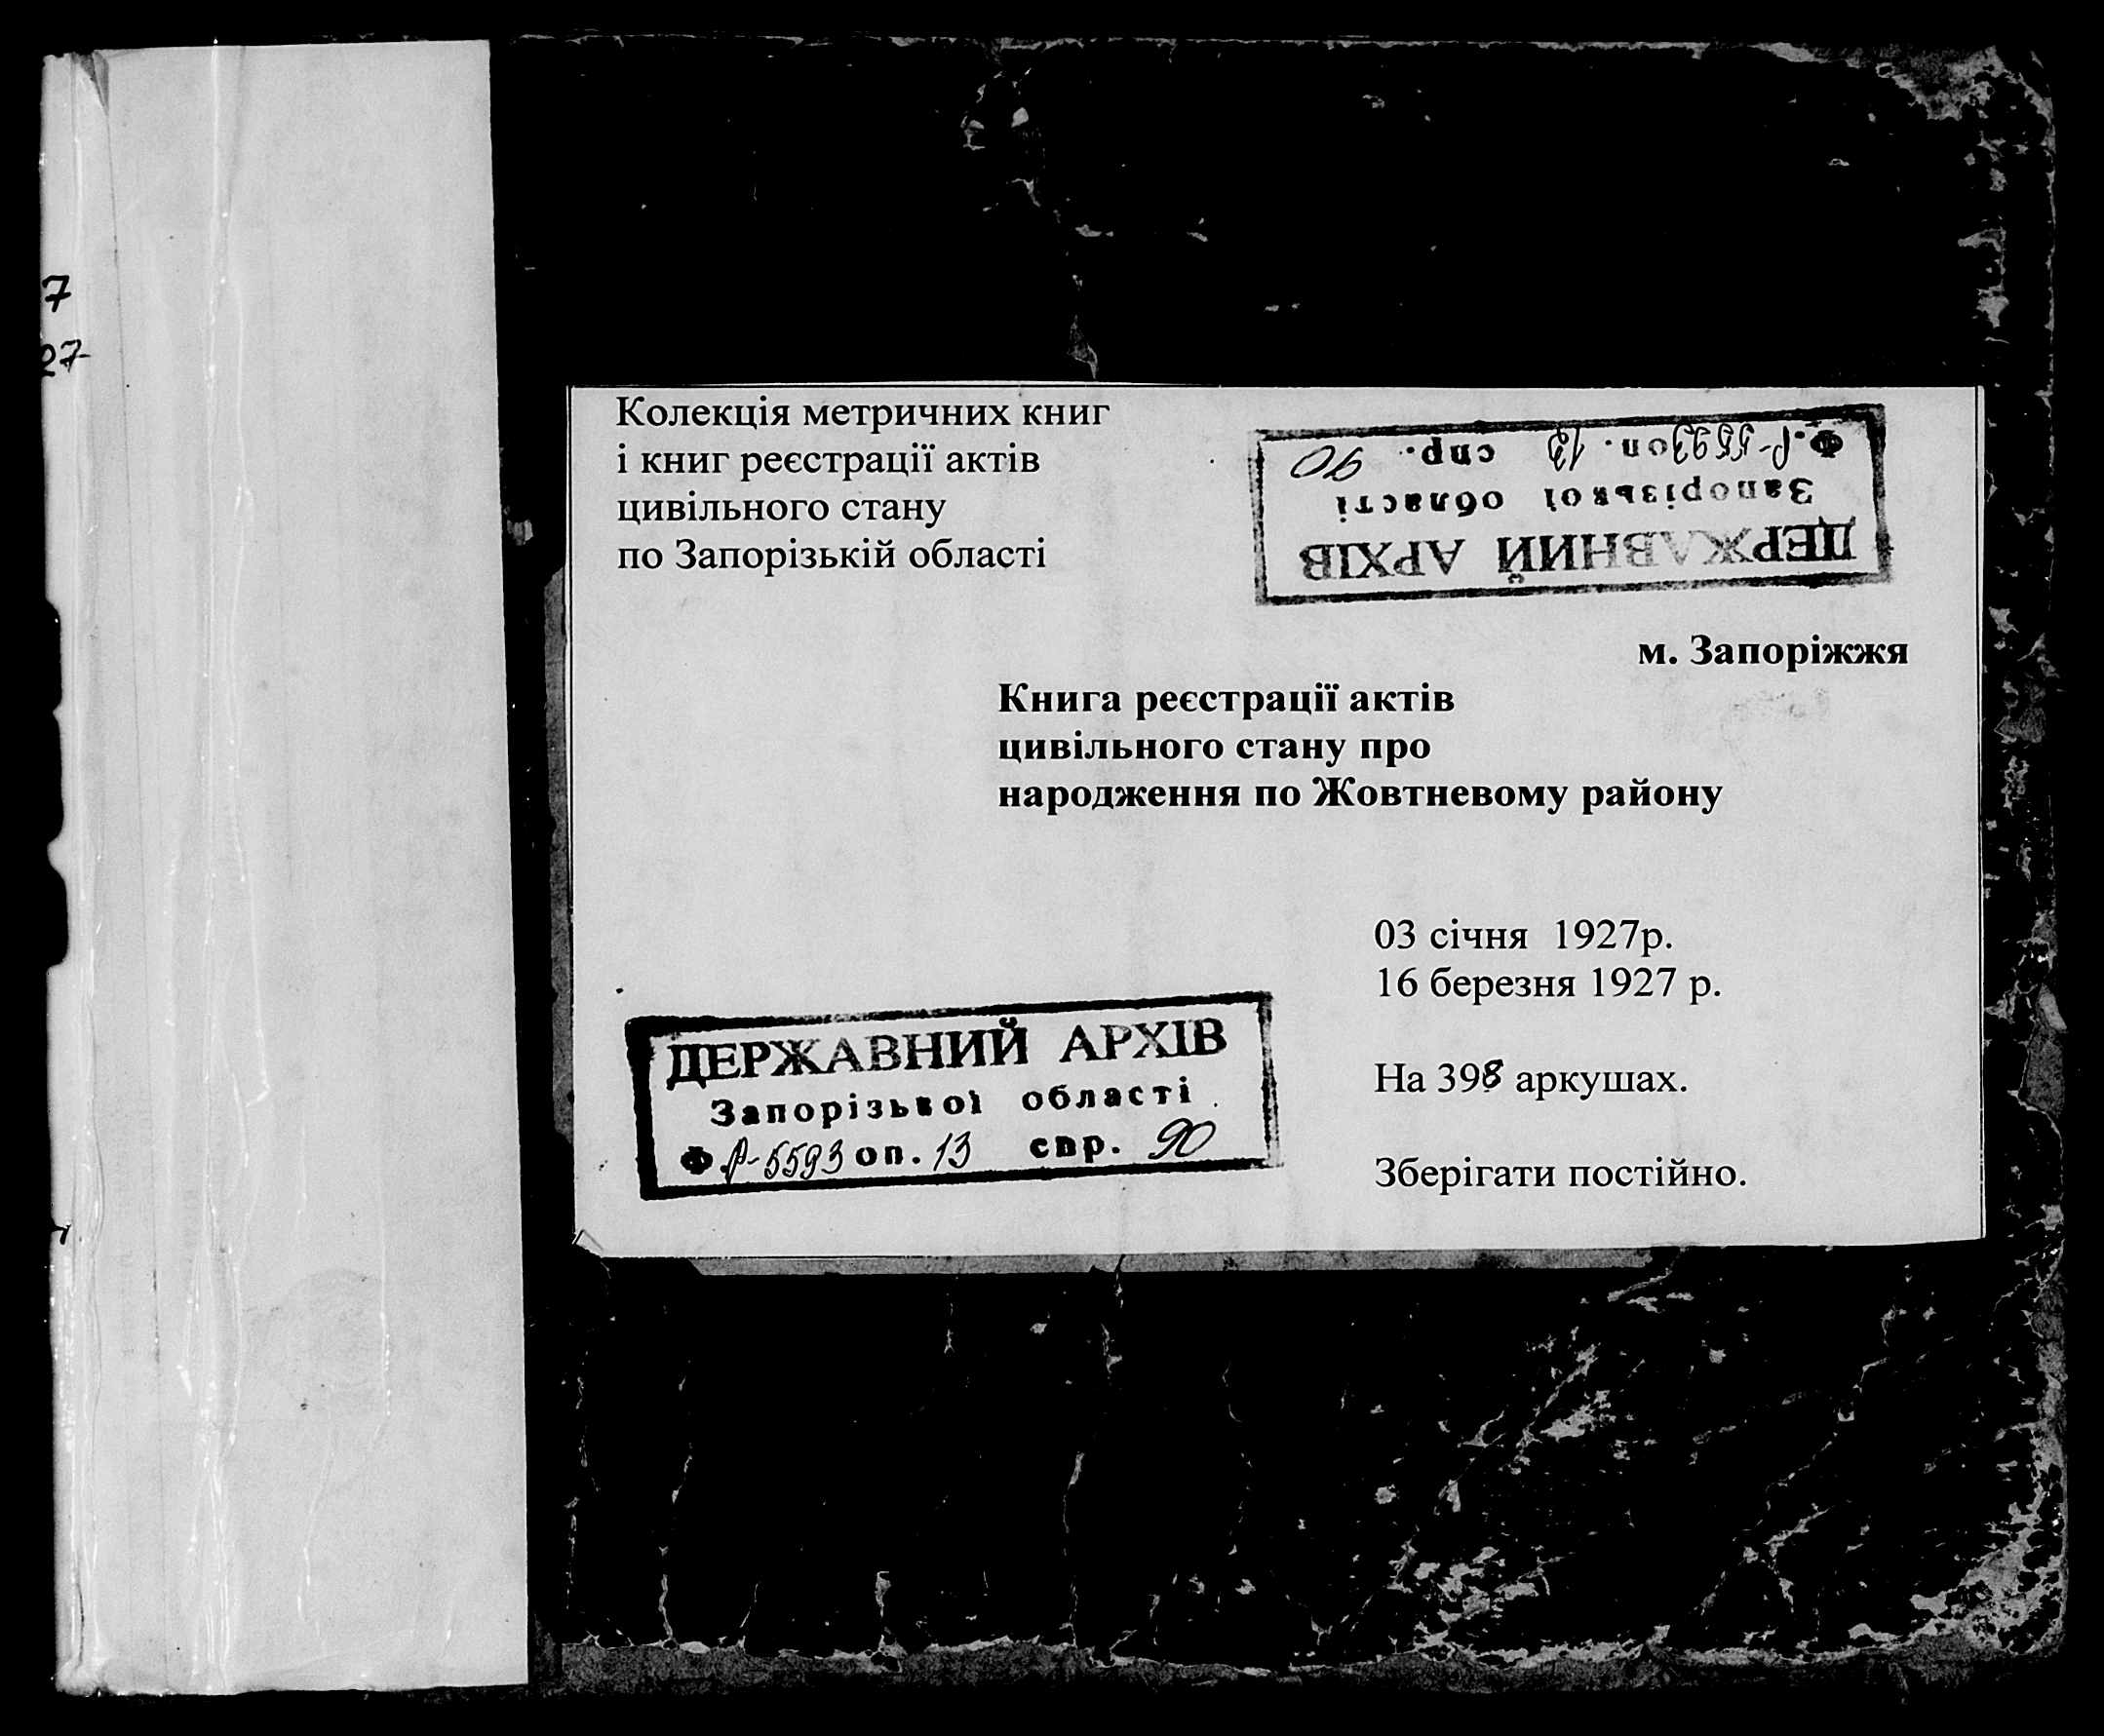 7
27
Колекція метричних книг
і книг реєстрації актів
цивільного стану
по Запорізькій області
ДЕРЖАВНИЙ АРХІВ
Запорізької області
Ф. Р-5593 оп. 13 спр. 90
м. Запоріжжя
Книга реєстрації актів
цивільного стану про
народження по Жовтневому району
03 січня 1927р.
16 березня 1927 р.
На 398 аркушах.
Зберігати постійно.
ДЕРЖАВНИЙ АРХІВ
Запорізької області
Ф. Р-5593 оп. 13 спр. 90